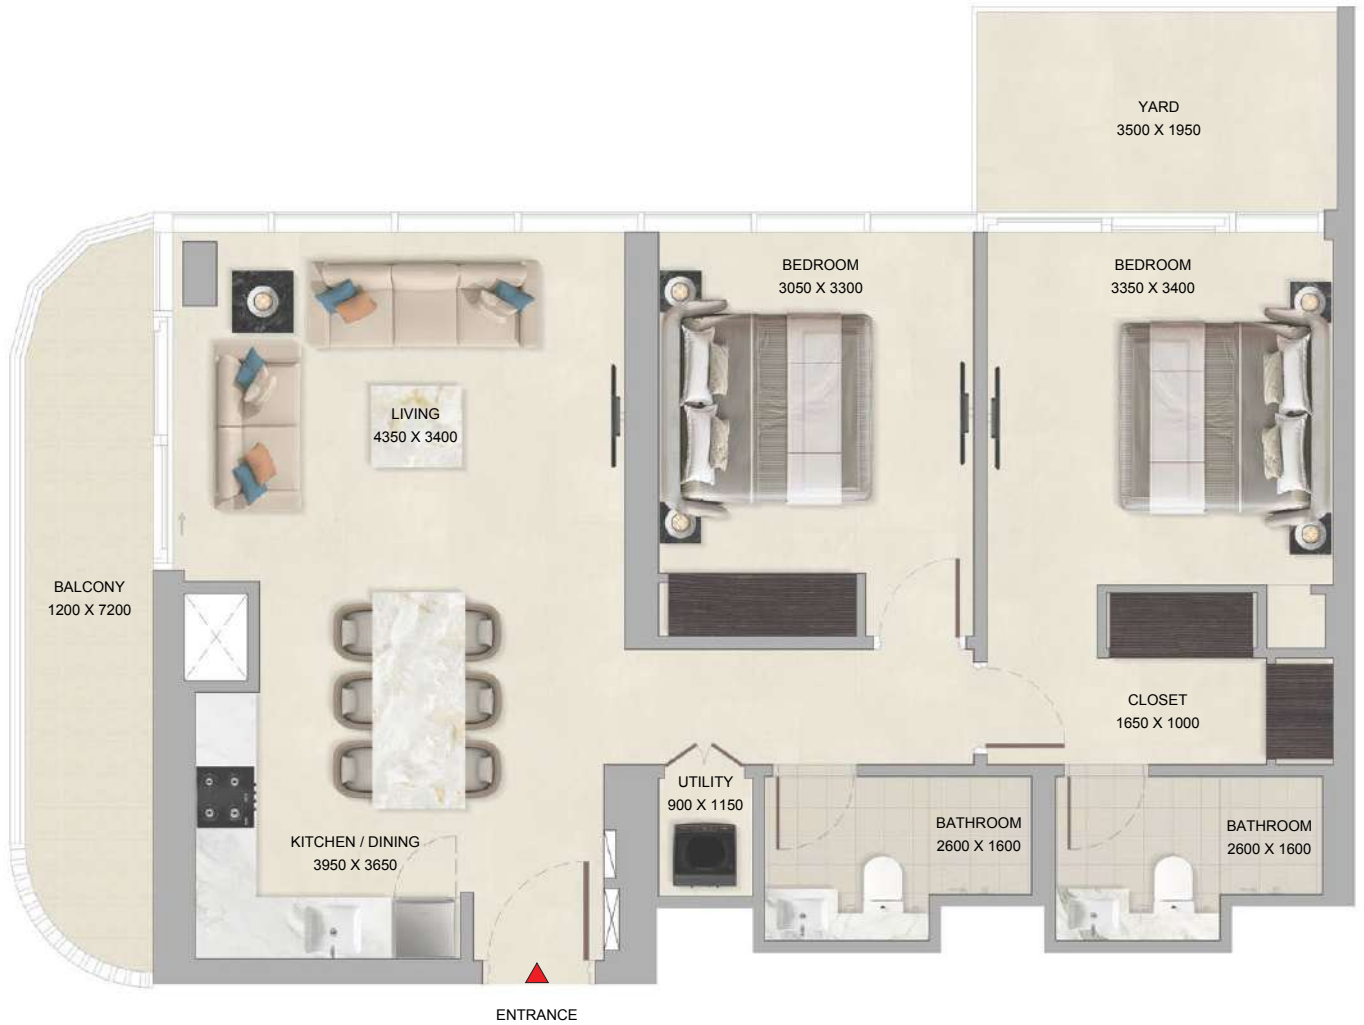 YARD
3500 X 1950
BEDROOM
3050 X 3300
BEDROOM
3350 X 3400
LIVING
4350 X 3400
BALCONY
1200 X 7200
CLOSET
1650 X 1000
UTILITY
900 X 1150
BATHROOM
2600 X 1600
BATHROOM
2600 X 1600
KITCHEN / DINING
3950 X 3650
ENTRANCE